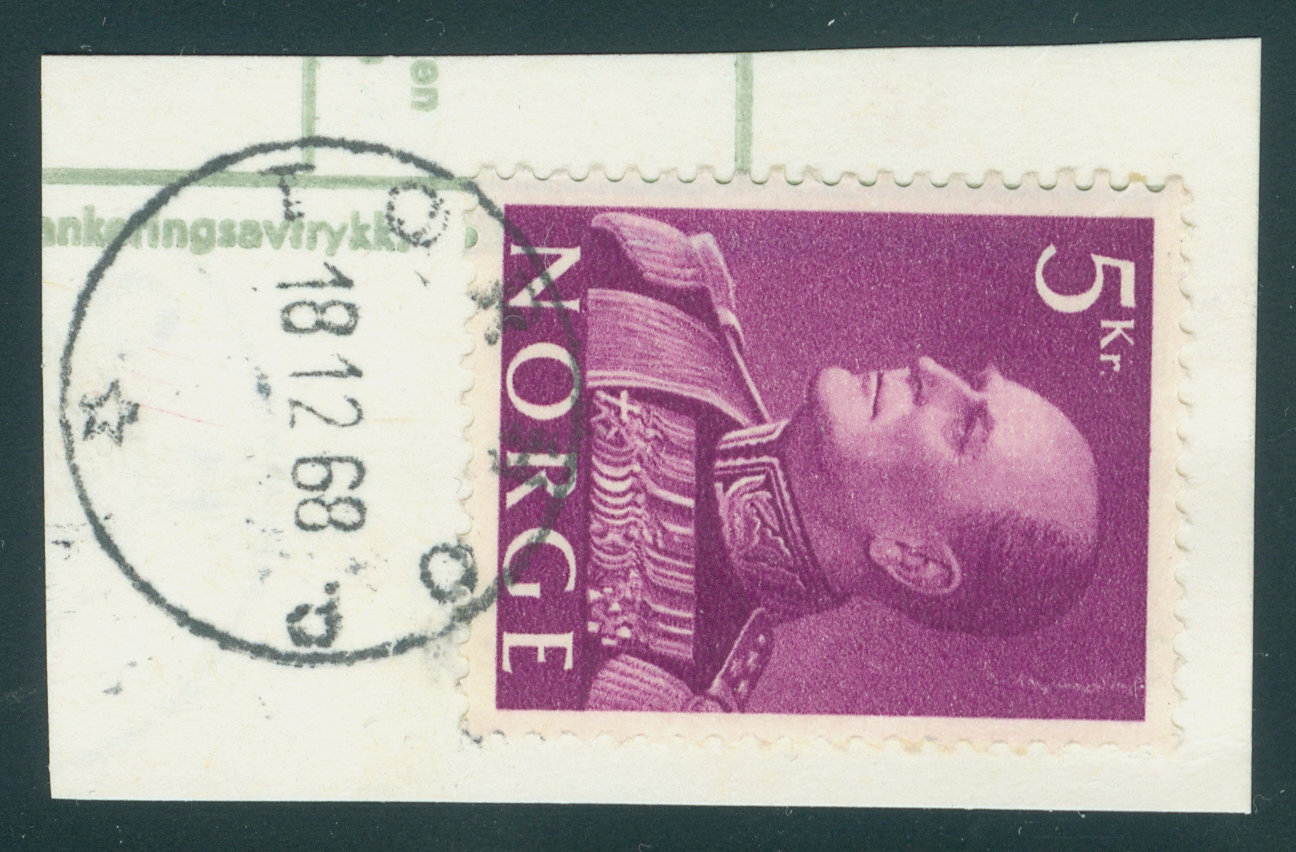 en
ankeringsavtrykk
18 12 68
5 Kr.
NORGE